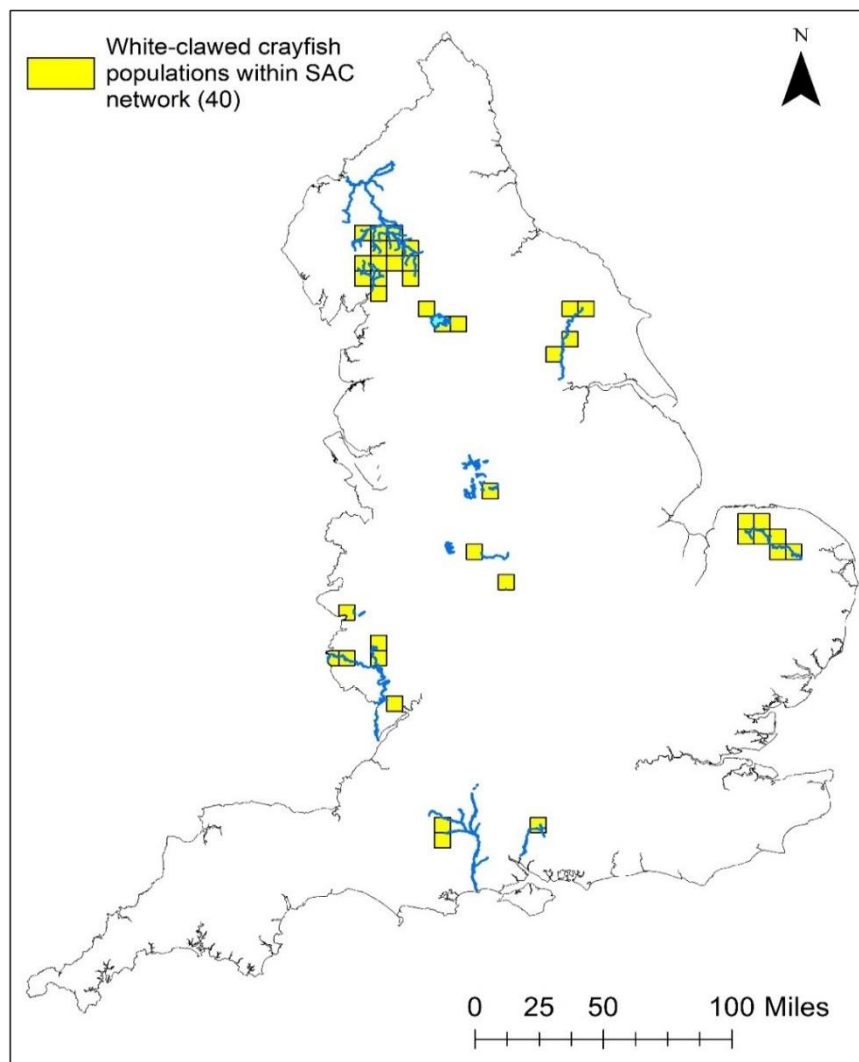 White-clawed crayfish
populations within SAC
network (40)
N
0 25 50 100 Miles